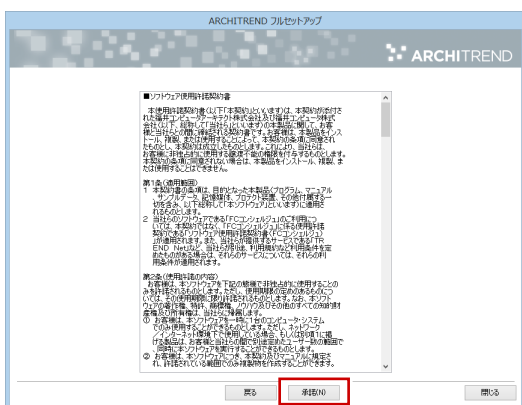 ARCHITREND フルセットアップ
ARCHITREND
■ソフトウェア使用許諾契約書
本使用許諾契約書(以下「本契約」といいます)は、本契約が添付さ
れた福井コンピュータアーキテクト株式会社及び福井コンピュータ株式
会社(以下、総称して「当社ら」といいます)の本製品に関して、お客
様と当社らとの間に締結される契約書です。お客様は、本製品をインス
トール、複製、または使用することによって、本契約の条項に同意され
たものとし、本契約は成立したものとします。これにより、当社らは、
お客様に非独占的に使用する譲渡不能の権利を付与するものとします。
本契約の条項に同意されない場合は、本製品をインストール、複製、ま
たは使用することはできません。
第1条(適用範囲)
1 本契約書の条項は、目的となった本製品(プログラム、マニュアル
、サンプルデータ、記憶媒体、プロテクト装置、その他付属する一
切を含み、以下総称して「本ソフトウェア」といいます)に適用さ
れるものとします。
2 当社らのソフトウェアである「FCコンシェルジュ」のご利用につ
いては、本契約ではなく、「FCコンシェルジュ」に係る使用許諾
契約である「ソフトウェア使用許諾契約書(FCコンシェルジュ)
」が適用されます。また、当社らが提供するサービスである「TR
END Net」など、当社らが別途、利用規約など利用条件を定
めたものがある場合は、それらのサービスについては、それらの利
用条件が適用されます。
第2条(使用許諾の内容)
お客様は、本ソフトウェアを下記の態様で非独占的に使用することの
みを許諾されるものとします。ただし、使用期限の定めのあるものにつ
いては、その使用期限に限り許諾されるものとします。なお、本ソフト
ウェアの著作権、特許、商標権、ノウハウ及びその他のすべての知的財
産権及び所有権は、当社らに帰属します。
① お客様は、本ソフトウェアを一時に1台のコンピュータ・システム
でのみ使用することができるものとします。ただし、ネットワーク
/インターネット環境下で使用している場合、もしくは別項1に掲
げる製品は、お客様と当社らの間で別途定めたユーザー数の範囲で
、同時に本ソフトウェアを実行することができるものとします。
② お客様は、本ソフトウェアにつき、本契約及びマニュアルに規定さ
れ、許諾されている範囲でのみ複製物を作成することができます。
戻る
承諾(N)
閉じる